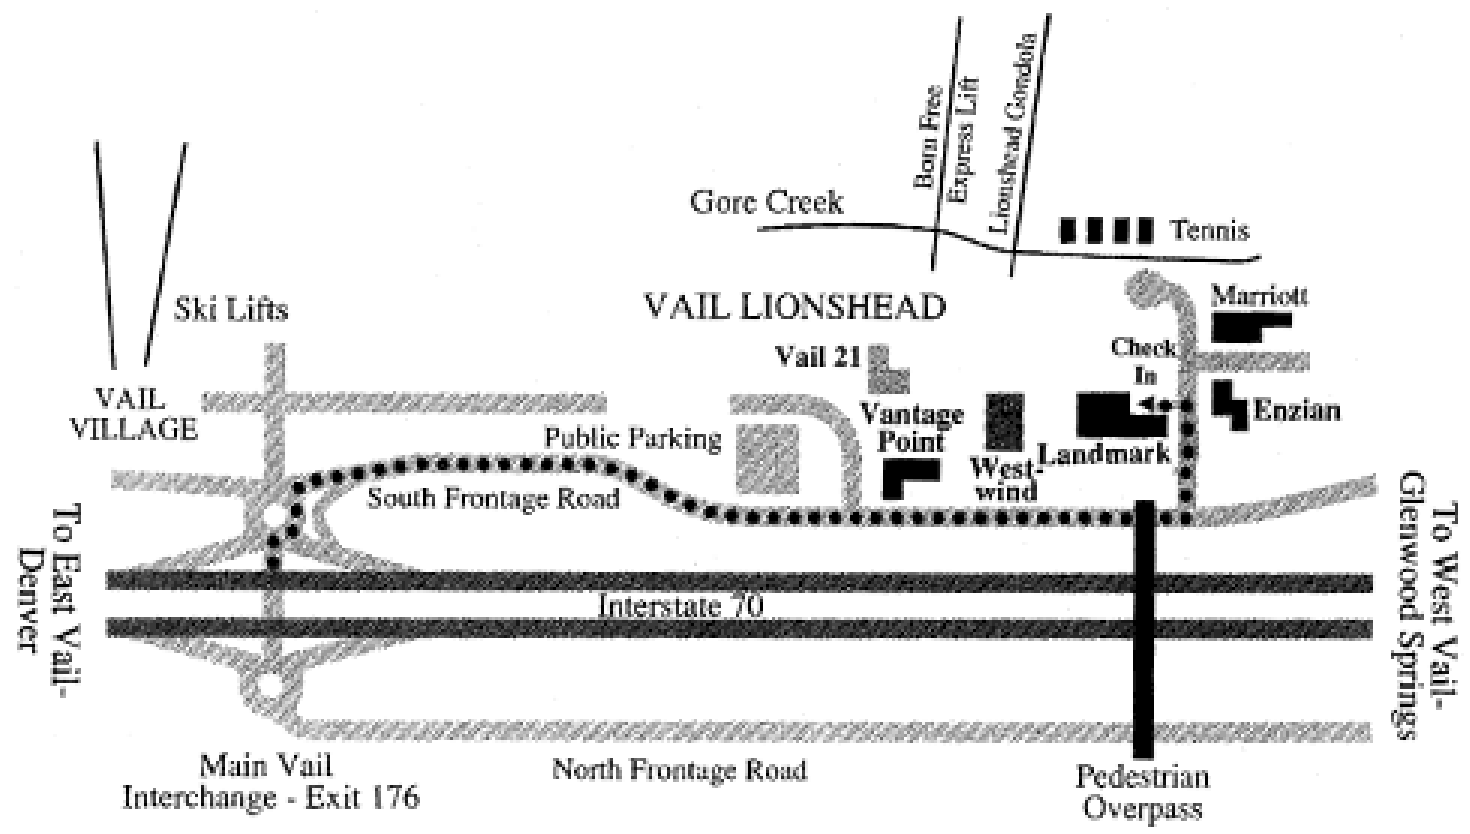 Born Free
Express Lift
Lionshead Gondola
Gore Creek
Tennis
Ski Lifts
VAIL LIONSHEAD
Marriott
Vail 21
Check
In
VAIL
VILLAGE
Vantage
Point
Enzian
Public Parking
West-
wind
Landmark
South Frontage Road
To East Vail-
Denver
To West Vail-
Glenwood Springs
Interstate 70
Main Vail
Interchange - Exit 176
North Frontage Road
Pedestrian
Overpass